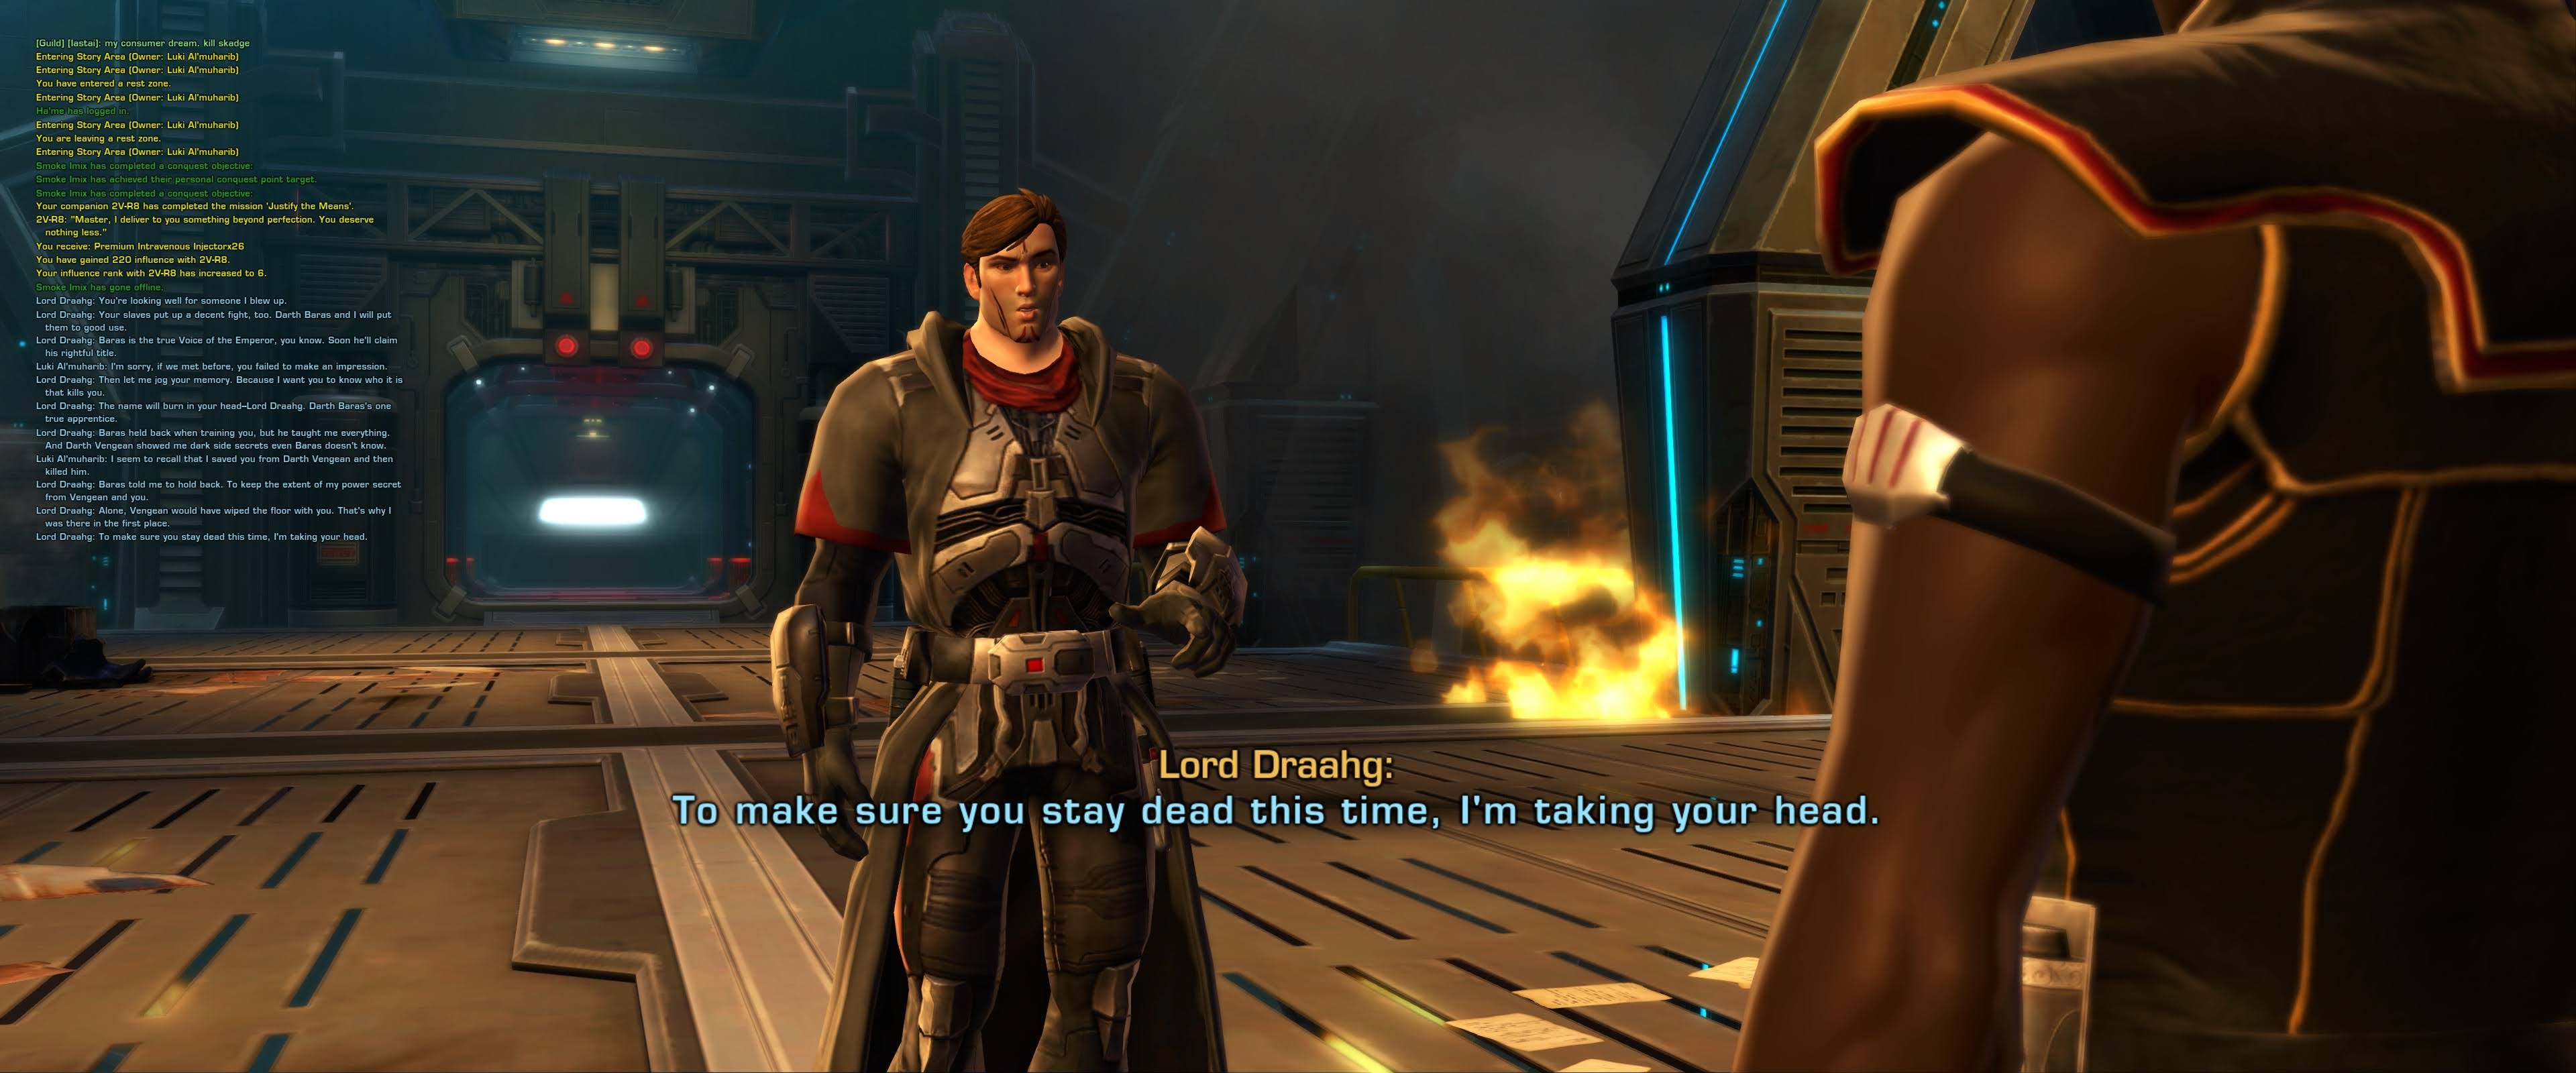 [Guild] [Iastai]: my consumer dream. kill skadge
Entering Story Area (Owner: Luki Al'muharib)
Entering Story Area (Owner: Luki Al'muharib)
You have entered a rest zone.
Entering Story Area (Owner: Luki Al'muharib)
Ha'me has logged in.
Entering Story Area (Owner: Luki Al'muharib)
You are leaving a rest zone.
Entering Story Area (Owner: Luki Al'muharib)
Smoke Imix has completed a conquest objective:
Smoke Imix has achieved their personal conquest point target.
Smoke Imix has completed a conquest objective:
Your companion 2V-R8 has completed the mission 'Justify the Means'.
2V-R8: "Master, I deliver to you something beyond perfection. You deserve
nothing less."
You receive: Premium Intravenous Injectorx26
You have gained 220 influence with 2V-R8.
Your influence rank with 2V-R8 has increased to 6.
Smoke Imix has gone offline.
Lord Draahg: You're looking well for someone I blew up.
Lord Draahg: Your slaves put up a decent fight, too. Darth Baras and I will put
them to good use.
Lord Draahg: Baras is the true Voice of the Emperor, you know. Soon he'll claim
his rightful title.
Luki Al'muharib: I'm sorry, if we met before, you failed to make an impression.
Lord Draahg: Then let me jog your memory. Because I want you to know who it is
that kills you.
Lord Draahg: The name will burn in your head—Lord Draahg. Darth Baras's one
true apprentice.
Lord Draahg: Baras held back when training you, but he taught me everything.
And Darth Vengean showed me dark side secrets even Baras doesn't know.
Luki Al'muharib: I seem to recall that I saved you from Darth Vengean and then
killed him.
Lord Draahg: Baras told me to hold back. To keep the extent of my power secret
from Vengean and you.
Lord Draahg: Alone, Vengean would have wiped the floor with you. That's why I
was there in the first place.
Lord Draahg: To make sure you stay dead this time, I'm taking your head.
Lord Draahg:
To make sure you stay dead this time, I'm taking your head.